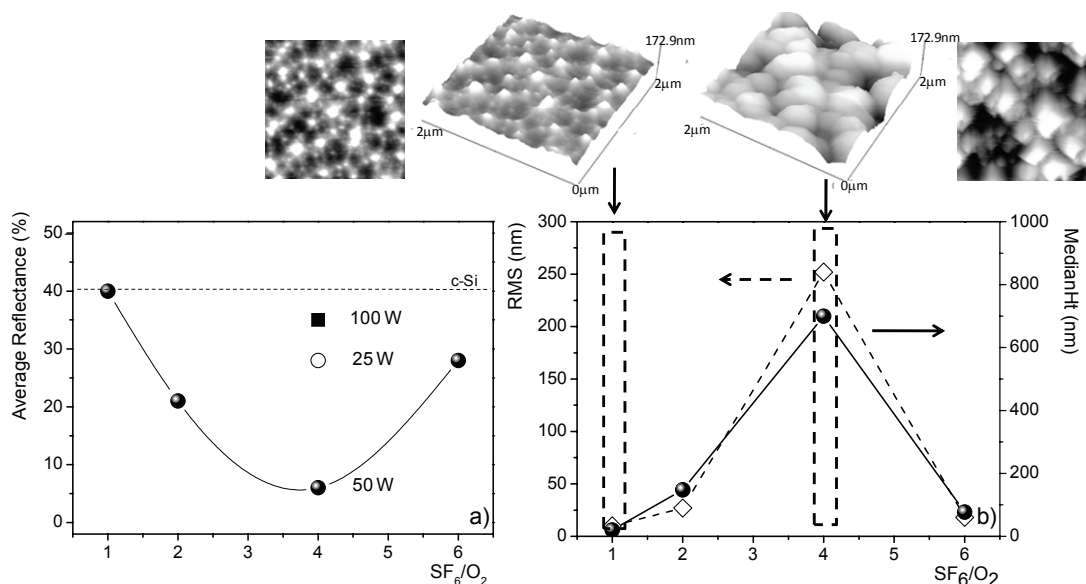 172.9nm
2µm
2µm
0µm
172.9nm
2µm
2µm
0µm
Average Reflectance (%)
50
40
30
20
10
0
c-Si
100 W
25 W
50 W
a)
1 2 3 4 5 6
SF6/O2
RMS (nm)
300
250
200
150
100
50
0
MedianHt (nm)
1000
800
600
400
200
0
b)
1 2 3 4 5 6
SF6/O2